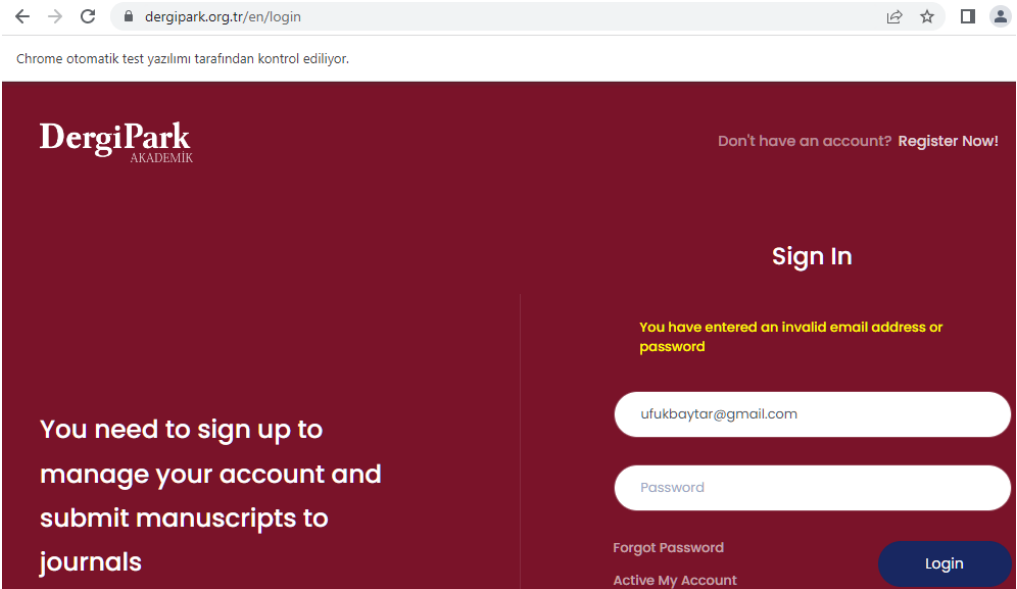 dergipark.org.tr/en/login
Chrome otomatik test yazılımı tarafından kontrol ediliyor.
DergiPark
AKADEMİK
Don't have an account? Register Now!
Sign In
You have entered an invalid email address or
password
ufukbaytar@gmail.com
Password
Forgot Password
Login
Active My Account
You need to sign up to
manage your account and
submit manuscripts to
journals